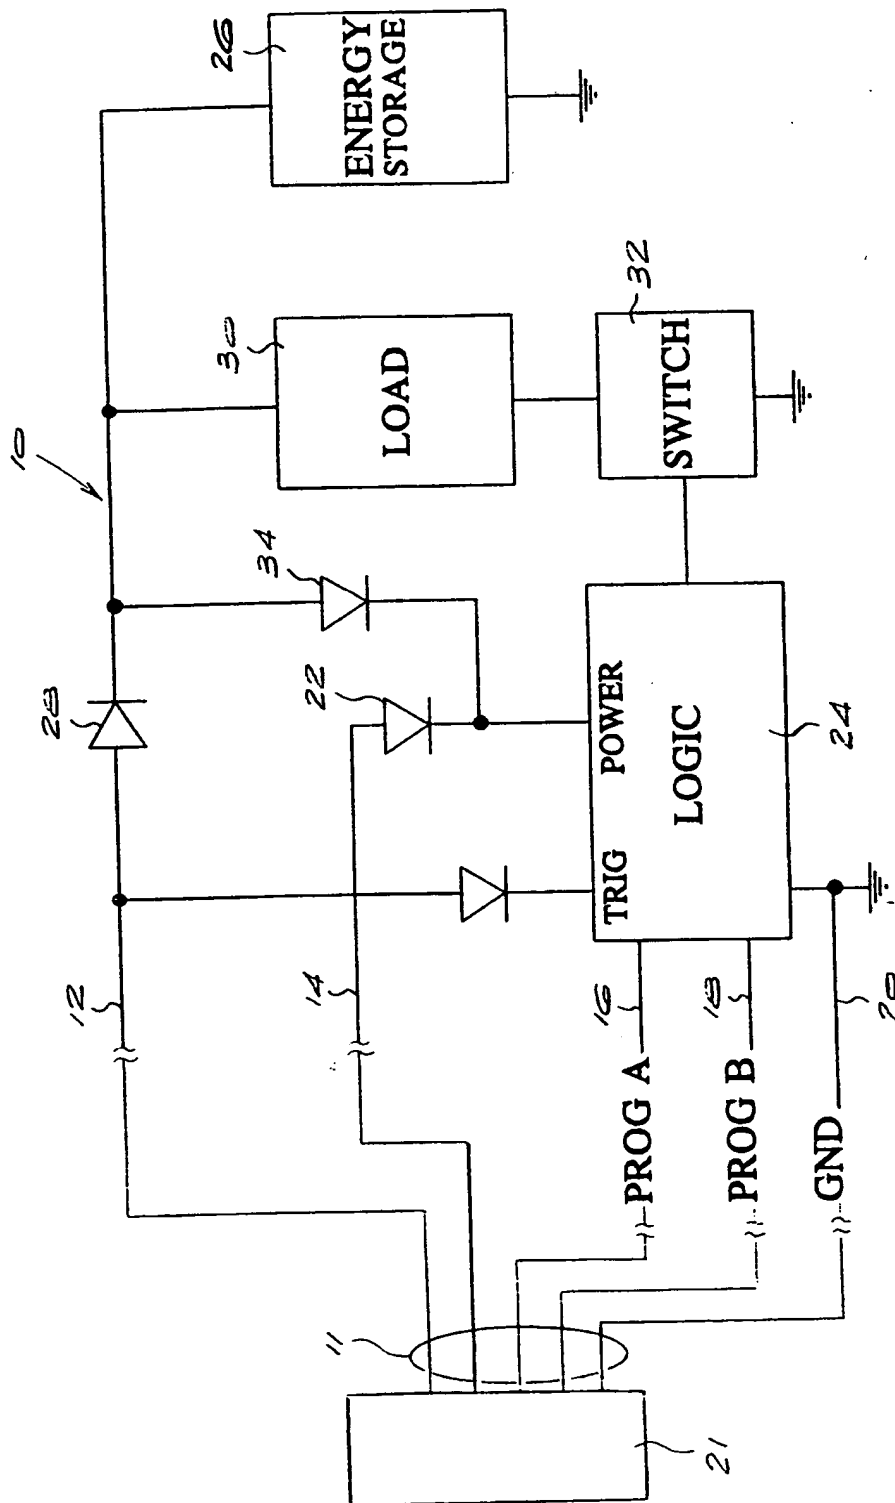 26
ENERGY
STORAGE
10
30
LOAD
32
SWITCH
28
34
22
12
14
TRIG
POWER
LOGIC
24
16
PROG A
18
PROG B
20
GND
11
21